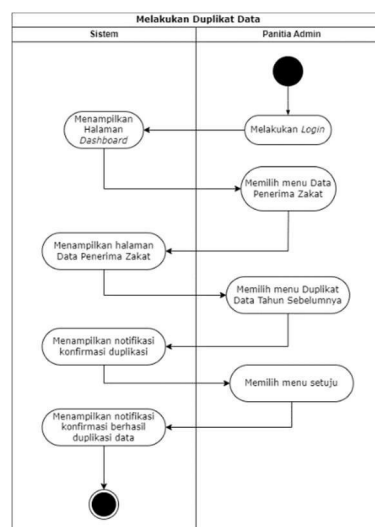 Melakukan Duplikat Data
Sistem
Panitia Admin
Melakukan Login
Menampilkan
Halaman
Dashboard
Memilih menu Data
Penerima Zakat
Menampilkan halaman
Data Penerima Zakat
Memilih menu Duplikat
Data Tahun Sebelumnya
Menampilkan notifikasi
konfirmasi duplikasi
Memilih menu setuju
Menampilkan notifikasi
konfirmasi berhasil
duplikasi data